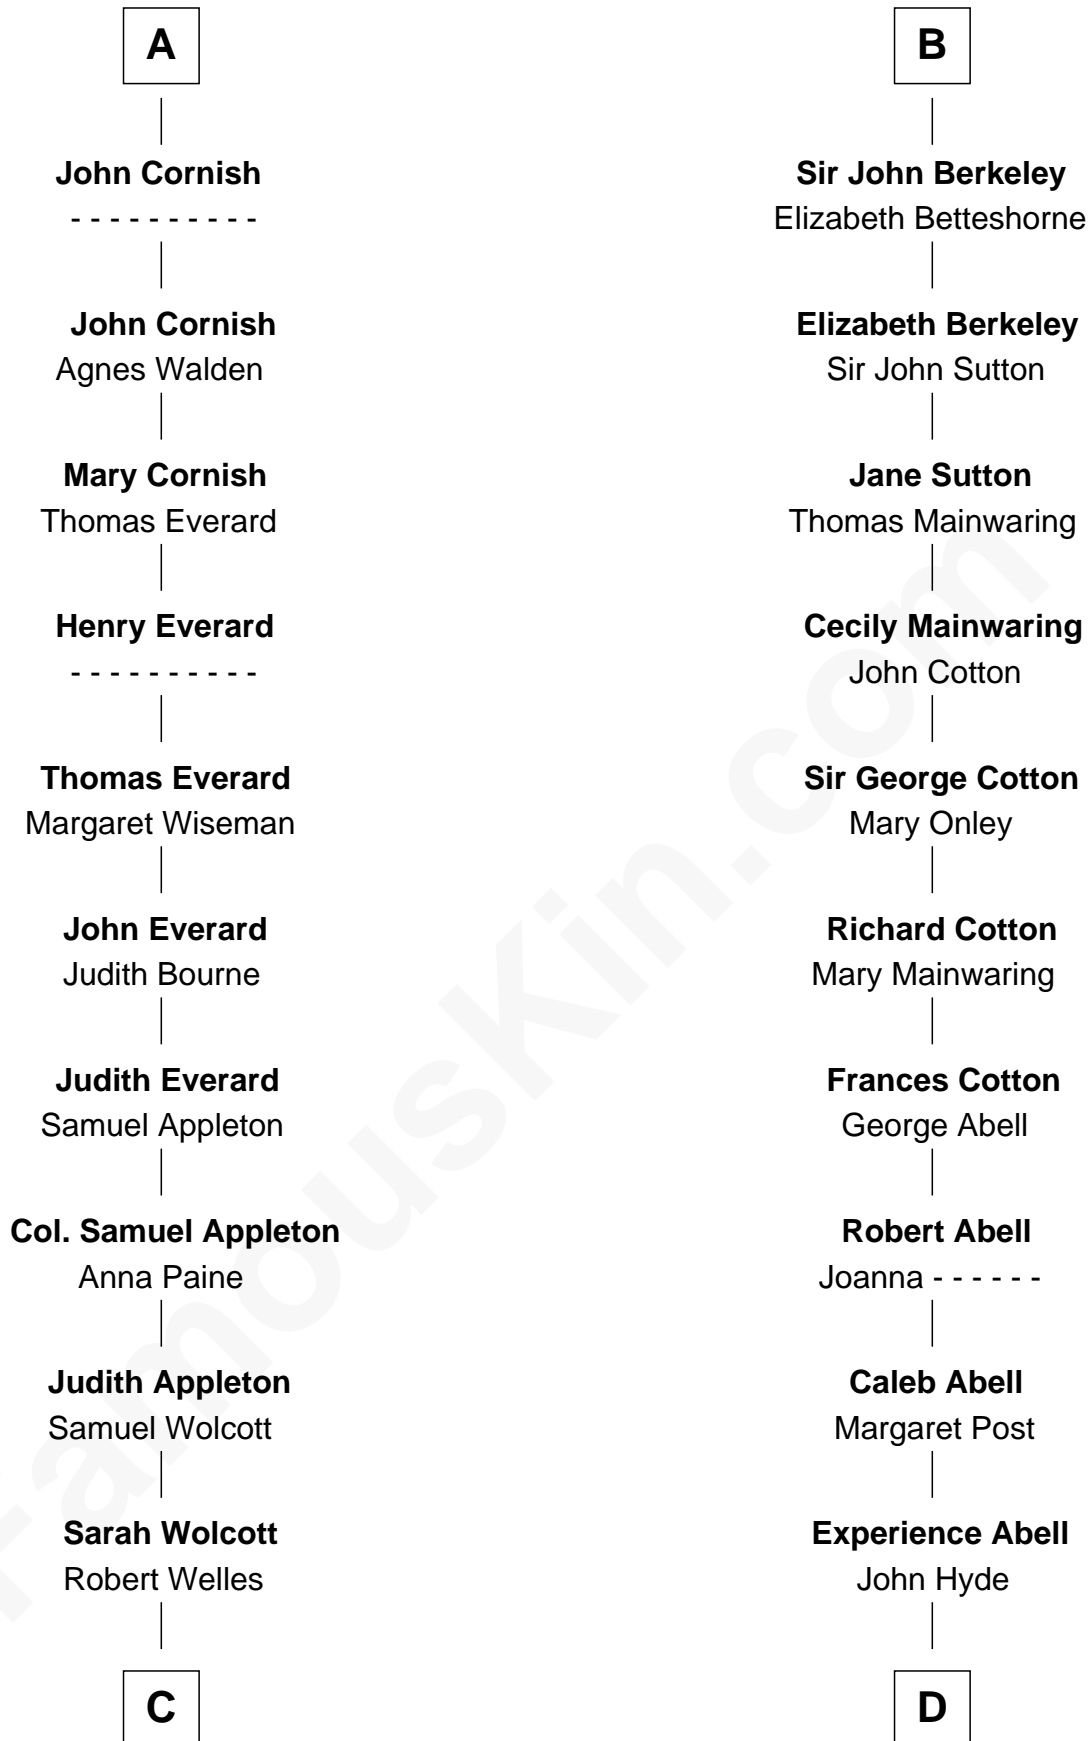 A
John Cornish
- - - - - - - - - -
John Cornish
Agnes Walden
Mary Cornish
Thomas Everard
Henry Everard
- - - - - - - - - -
Thomas Everard
Margaret Wiseman
John Everard
Judith Bourne
Judith Everard
Samuel Appleton
Col. Samuel Appleton
Anna Paine
Judith Appleton
Samuel Wolcott
Sarah Wolcott
Robert Welles
C
B
Sir John Berkeley
Elizabeth Betteshorne
Elizabeth Berkeley
Sir John Sutton
Jane Sutton
Thomas Mainwaring
Cecily Mainwaring
John Cotton
Sir George Cotton
Mary Onley
Richard Cotton
Mary Mainwaring
Frances Cotton
George Abell
Robert Abell
Joanna - - - - - -
Caleb Abell
Margaret Post
Experience Abell
John Hyde
D
FamousKin.com